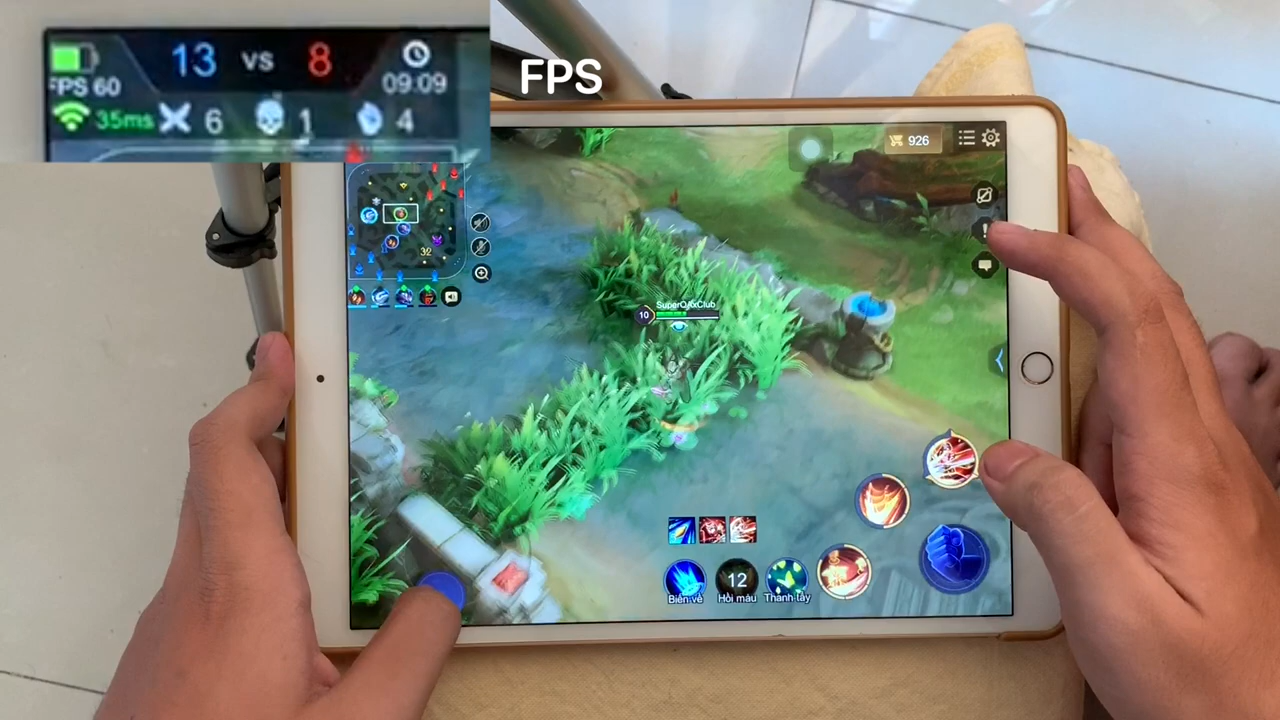 13 vs 8
FPS 60
09:09
35ms 6 1 4
FPS
926
32
SuperQ
10
12
Biến về Hồi máu Thanh tẩy